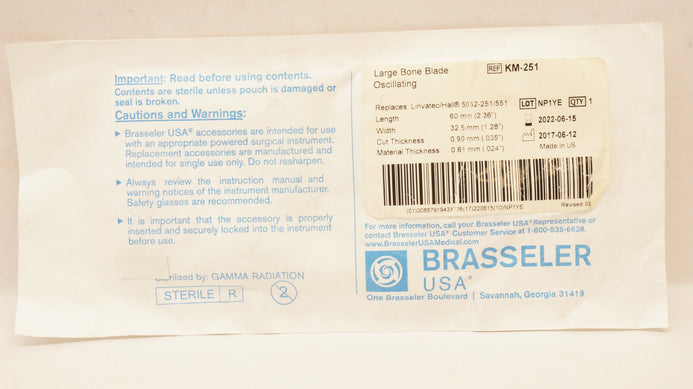 Important: Read before using contents.
Contents are sterile unless pouch is damaged or
seal is broken.
Cautions and Warnings:
▸ Brasseler USA® accessories are intended for use
with an appropriate powered surgical instrument.
Replacement accessories are manufactured and
intended for single use only. Do not resharpen.
▸ Always review the instruction manual and
warning notices of the instrument manufacturer.
Safety glasses are recommended.
▸ It is important that the accessory is properly
inserted and securely locked into the instrument
before use.
Sterilized by: GAMMA RADIATION
STERILE R
2
Large Bone Blade
Oscillating
REF KM-251
Replaces Linvatec/Hall® 5052-251/551
LOT NP1YE QTY 1
Length 60 mm (2.36")
2022-06-15
Width 32.5 mm (1.28")
2017-06-12
Cut Thickness 0.90 mm (.035")
Made in US
Material Thickness 0.61 mm (.024")
Revised
For more information, call your Brasseler USA® Representative or
contact Brasseler USA® Customer Service at 1-800-535-6638.
www.BrasselerUSAMedical.com
BRASSELER
USA®
One Brasseler Boulevard | Savannah, Georgia 31419